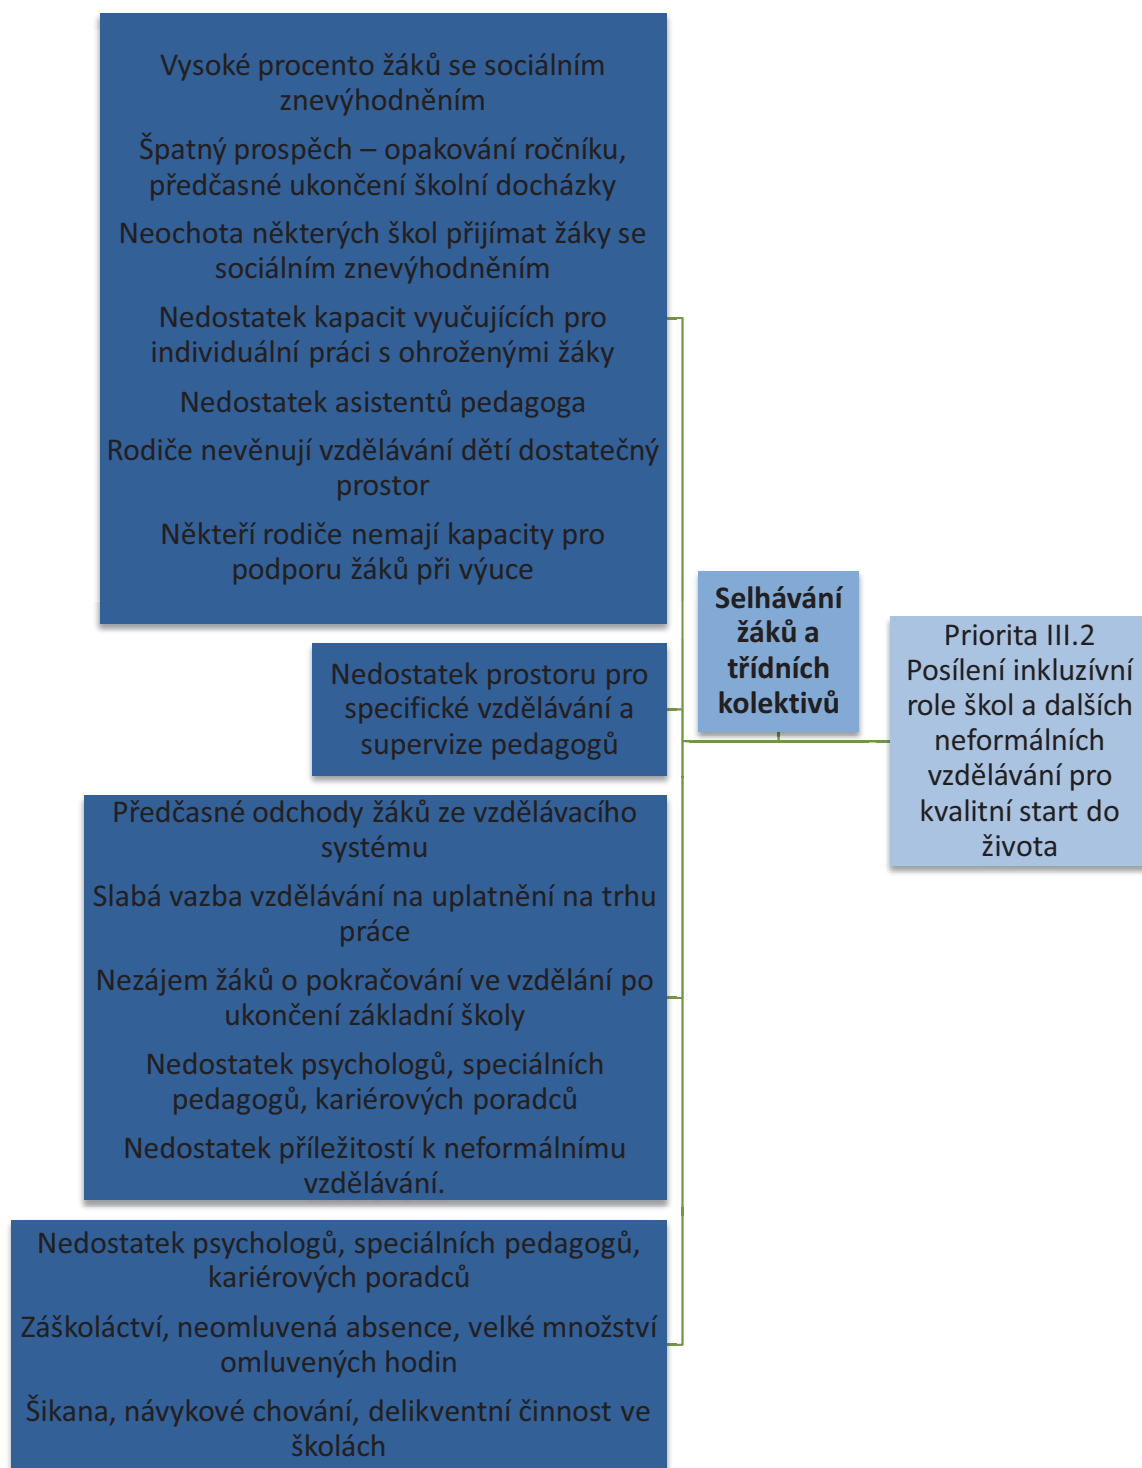 Vysoké procento žáků se sociálním
znevýhodněním
Špatný prospěch – opakování ročníku,
předčasné ukončení školní docházky
Neochota některých škol přijímat žáky se
sociálním znevýhodněním
Nedostatek kapacit vyučujících pro
individuální práci s ohroženými žáky
Nedostatek asistentů pedagoga
Rodiče nevěnují vzdělávání dětí dostatečný
prostor
Někteří rodiče nemají kapacity pro
podporu žáků při výuce
Nedostatek prostoru pro
specifické vzdělávání a
supervize pedagogů
Předčasné odchody žáků ze vzdělávacího
systému
Slabá vazba vzdělávání na uplatnění na trhu
práce
Nezájem žáků o pokračování ve vzdělání po
ukončení základní školy
Nedostatek psychologů, speciálních
pedagogů, kariérových poradců
Nedostatek příležitostí k neformálnímu
vzdělávání.
Nedostatek psychologů, speciálních pedagogů,
kariérových poradců
Záškoláctví, neomluvená absence, velké množství
omluvených hodin
Šikana, návykové chování, delikventní činnost ve
školách
Selhávání
žáků a
třídních
kolektivů
Priorita III.2
Posílení inkluzívní
role škol a dalších
neformálních
vzdělávání pro
kvalitní start do
života